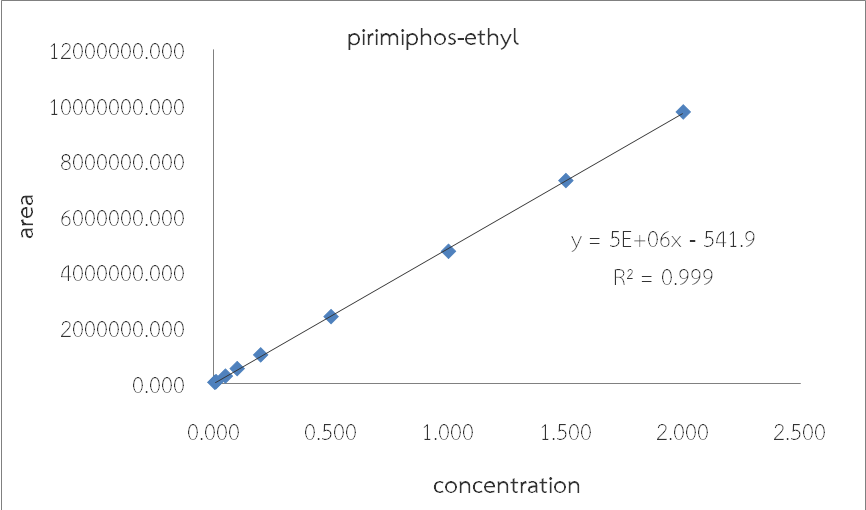 pirimiphos-ethyl
12000000.000
10000000.000
8000000.000
6000000.000
4000000.000
2000000.000
0.000
area
y = 5E+06x - 541.9
R² = 0.999
0.000 0.500 1.000 1.500 2.000 2.500
concentration